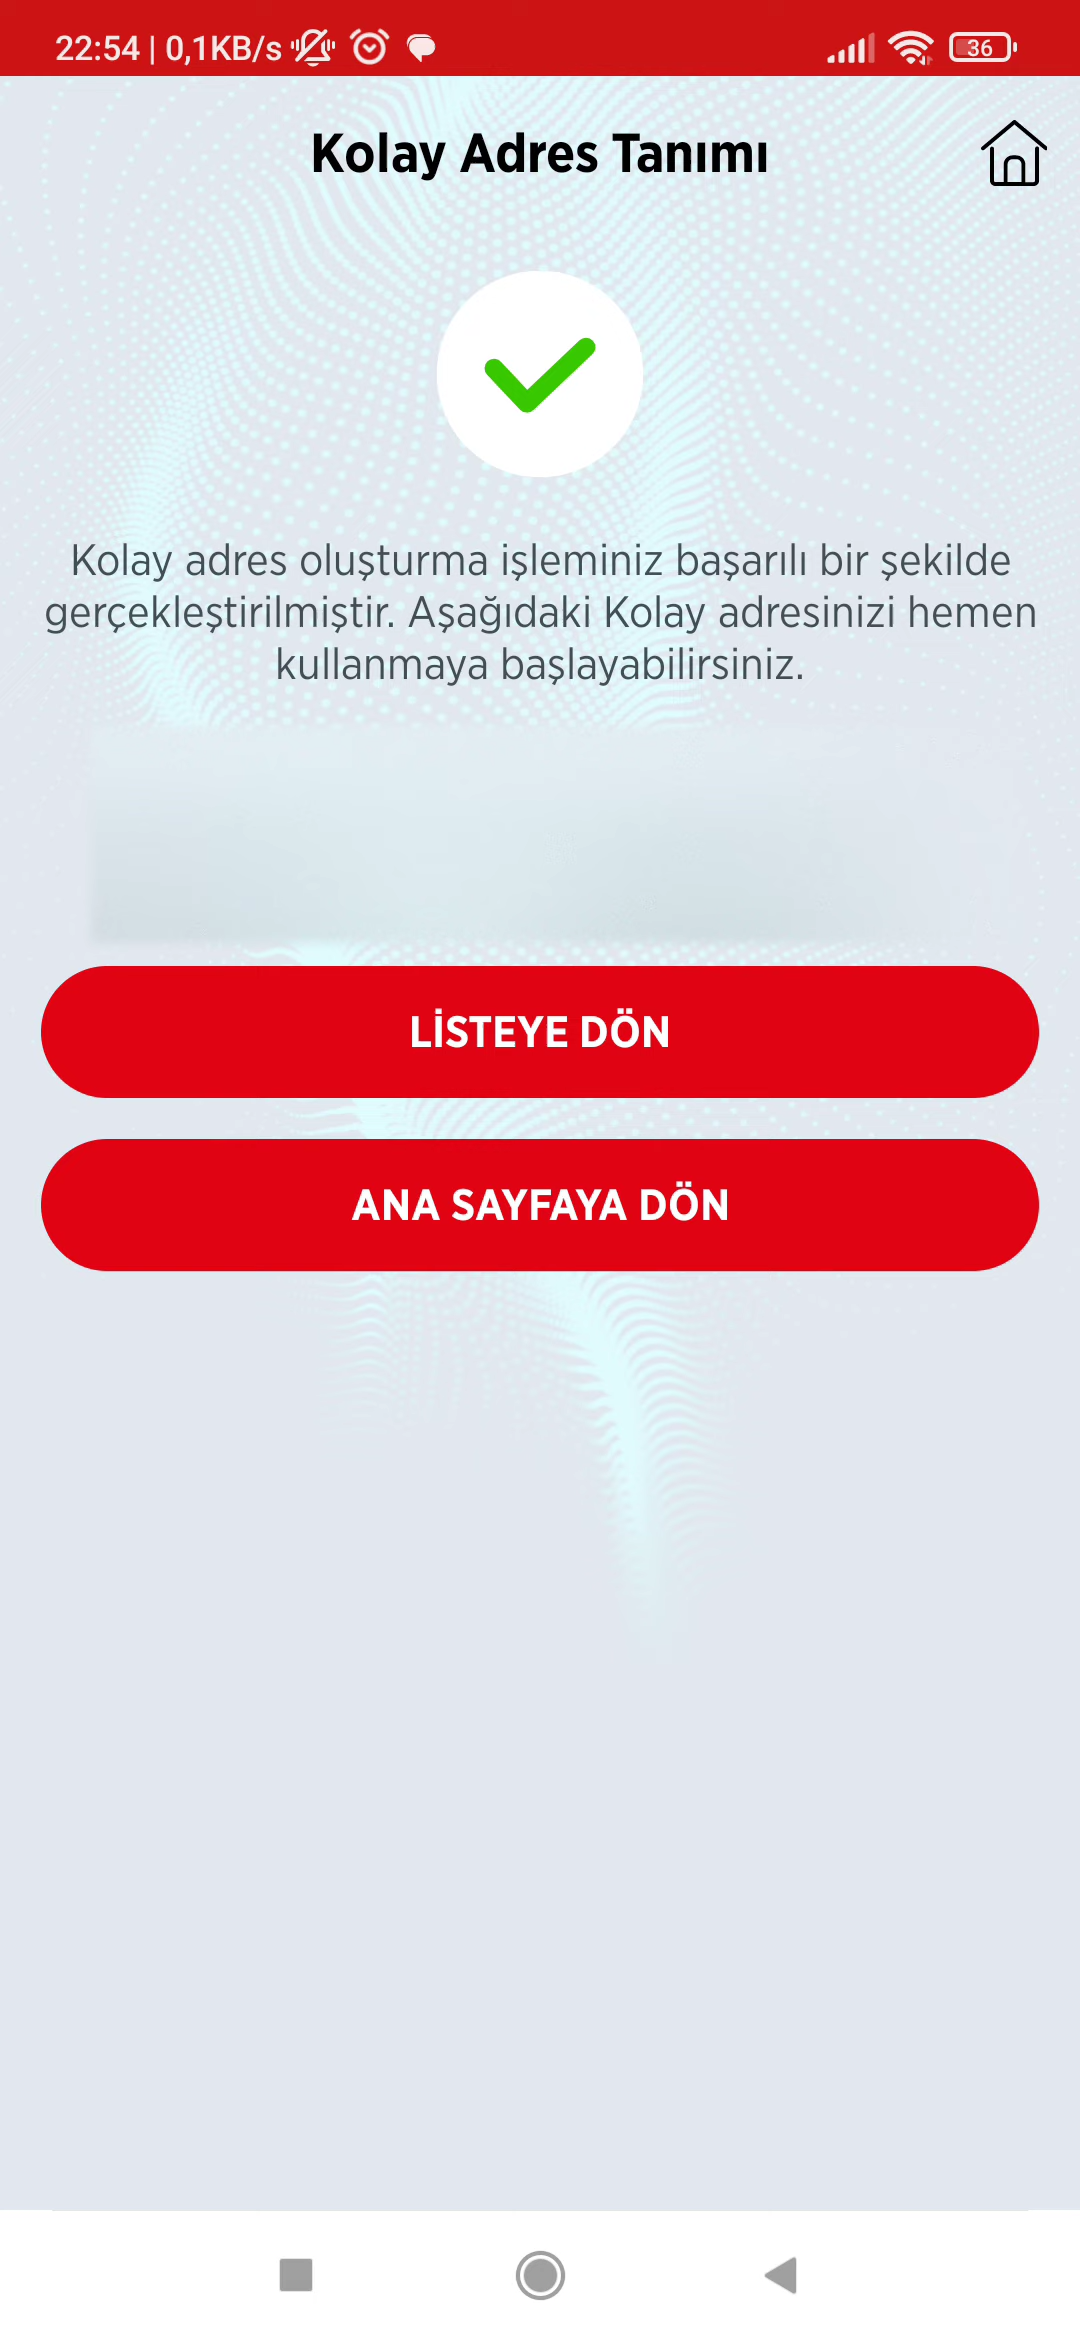 22:54 | 0,1KB/s
36
Kolay Adres Tanımı
Kolay adres oluşturma işleminiz başarılı bir şekilde
gerçekleştirilmiştir. Aşağıdaki Kolay adresinizi hemen
kullanmaya başlayabilirsiniz.
LİSTEYE DÖN
ANA SAYFAYA DÖN